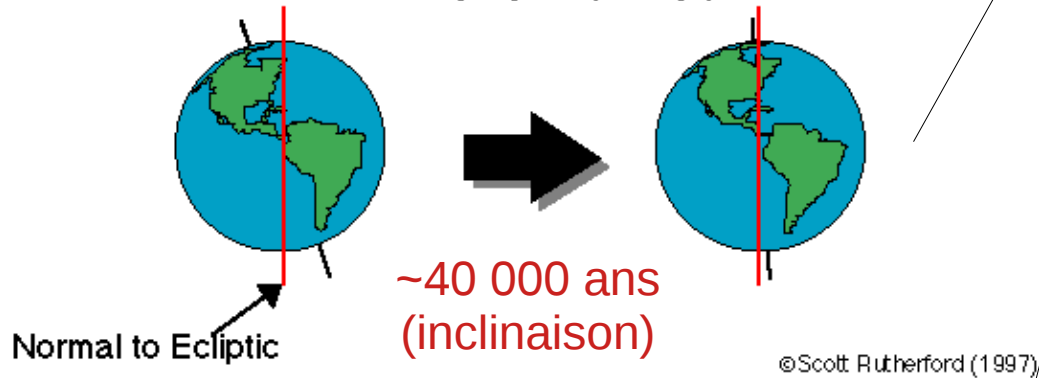 ~40 000 ans
(inclinaison)
Normal to Ecliptic
©Scott Rutherford (1997)